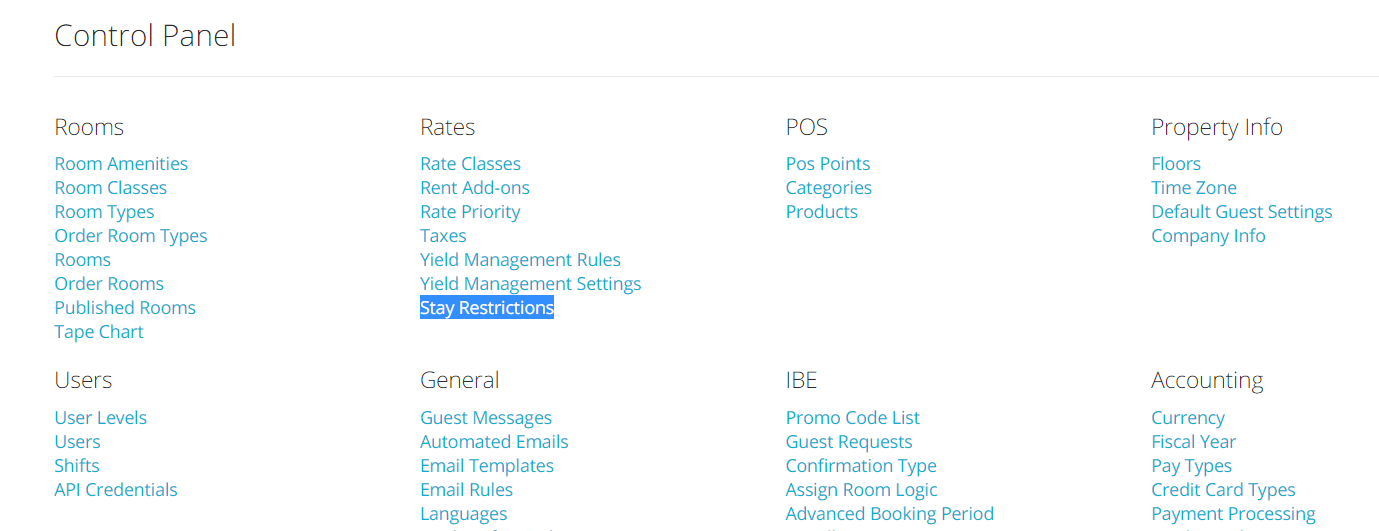 Control Panel
Rooms
Room Amenities
Room Classes
Room Types
Order Room Types
Rooms
Order Rooms
Published Rooms
Tape Chart
Rates
Rate Classes
Rent Add-ons
Rate Priority
Taxes
Yield Management Rules
Yield Management Settings
Stay Restrictions
POS
Pos Points
Categories
Products
Property Info
Floors
Time Zone
Default Guest Settings
Company Info
Users
User Levels
Users
Shifts
API Credentials
General
Guest Messages
Automated Emails
Email Templates
Email Rules
Languages
IBE
Promo Code List
Guest Requests
Confirmation Type
Assign Room Logic
Advanced Booking Period
Accounting
Currency
Fiscal Year
Pay Types
Credit Card Types
Payment Processing